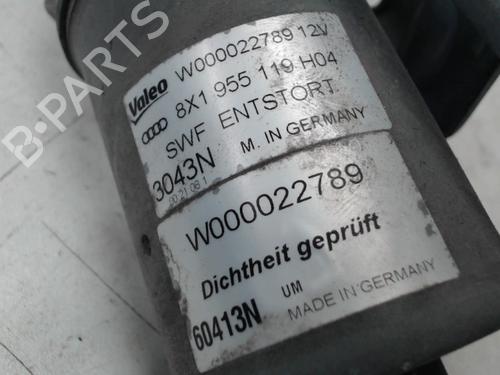 B-PARTS
Valeo W000022789 12V
8X1 955 119 H04
SWF ENTSTÖRT
3043N M. IN GERMANY
W000022789
Dichtheit geprüft
60413N UM MADE IN GERMANY